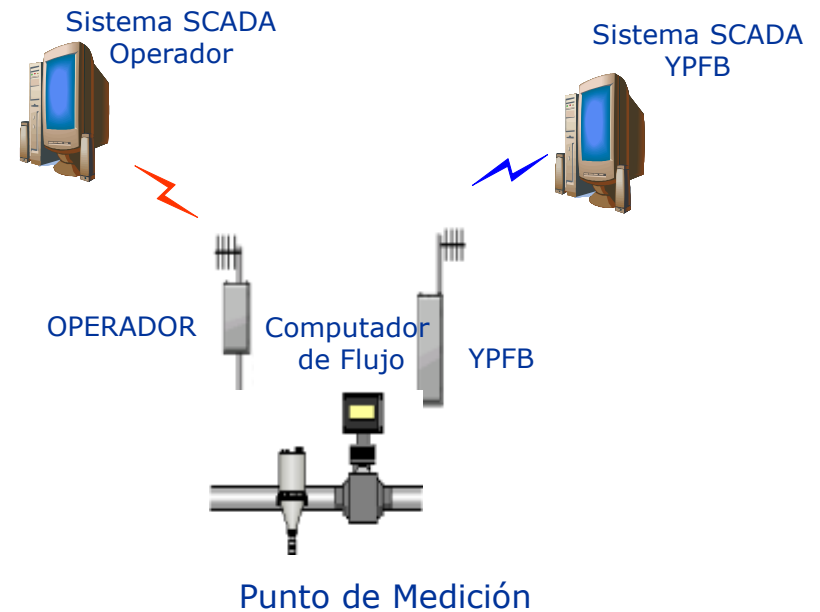 Sistema SCADA
Operador
Sistema SCADA
YPFB
OPERADOR
Computador
de Flujo
YPFB
Punto de Medición